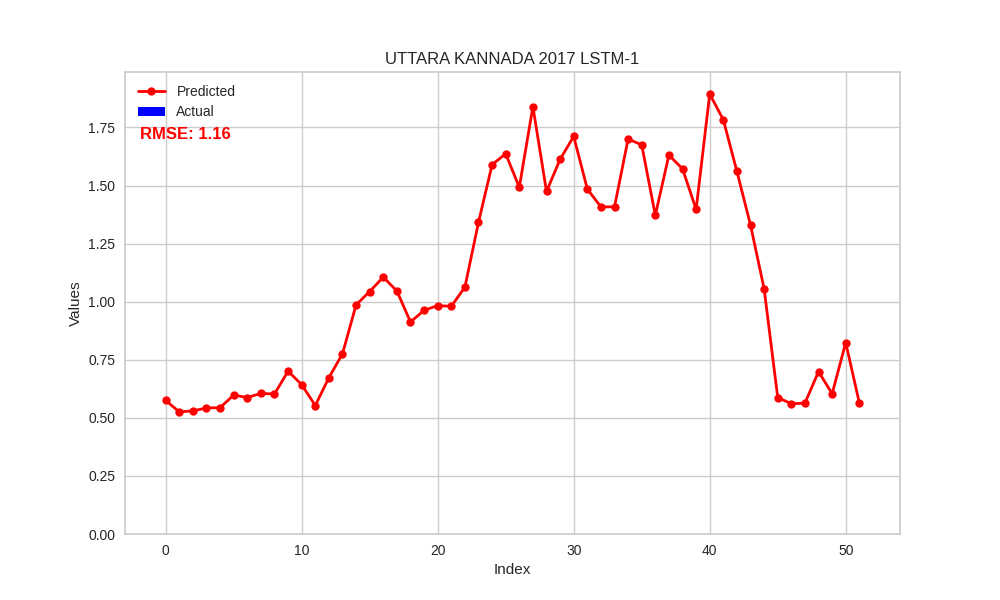 UTTARA KANNADA 2017 LSTM-1
Predicted
Actual
RMSE: 1.16
Values
1.75
1.50
1.25
1.00
0.75
0.50
0.25
0.00
0 10 20 30 40 50
Index